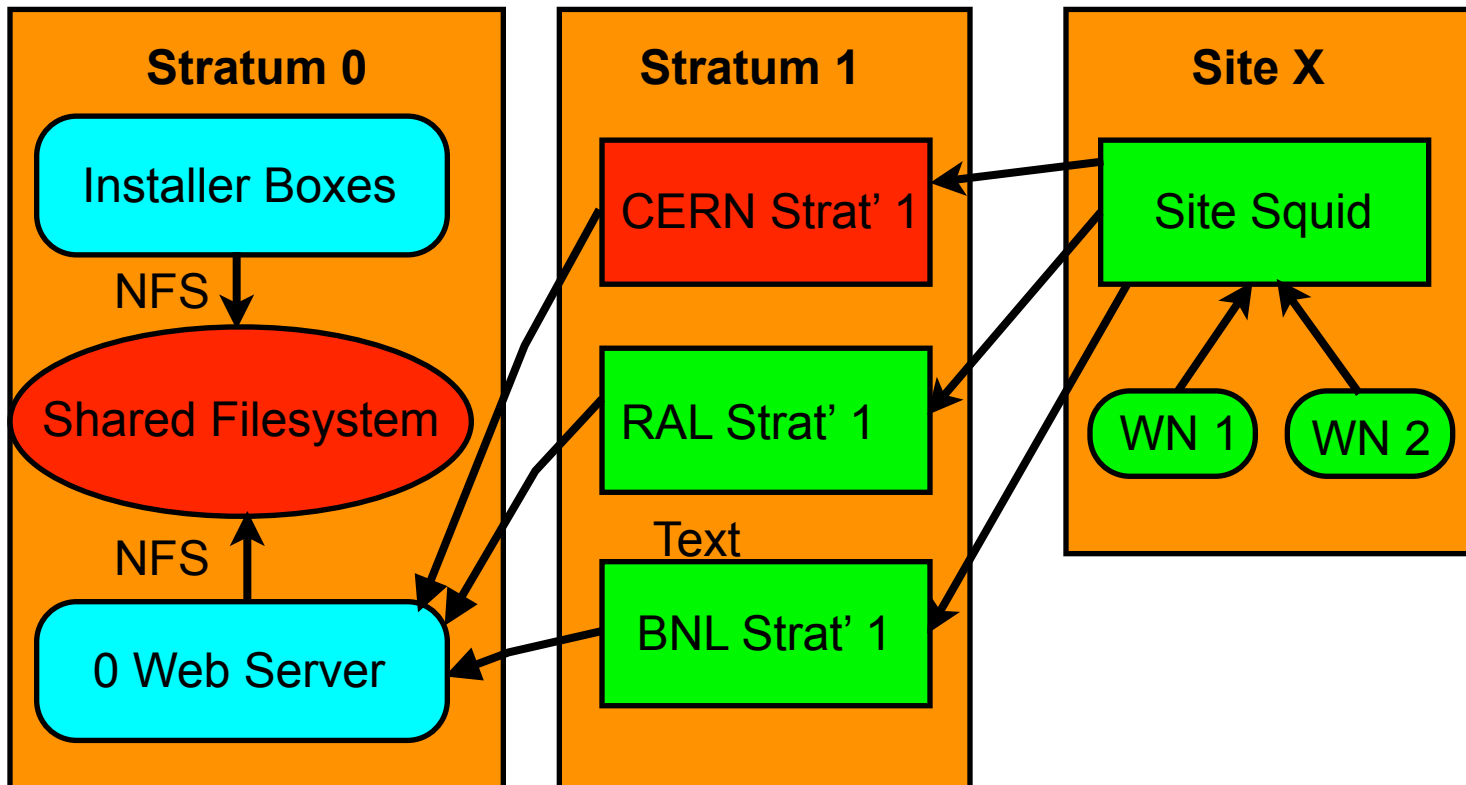 Stratum 0
Installer Boxes
NFS
Shared Filesystem
NFS
0 Web Server
Stratum 1
CERN Strat’ 1
RAL Strat’ 1
Text
BNL Strat’ 1
Site X
Site Squid
WN 1
WN 2